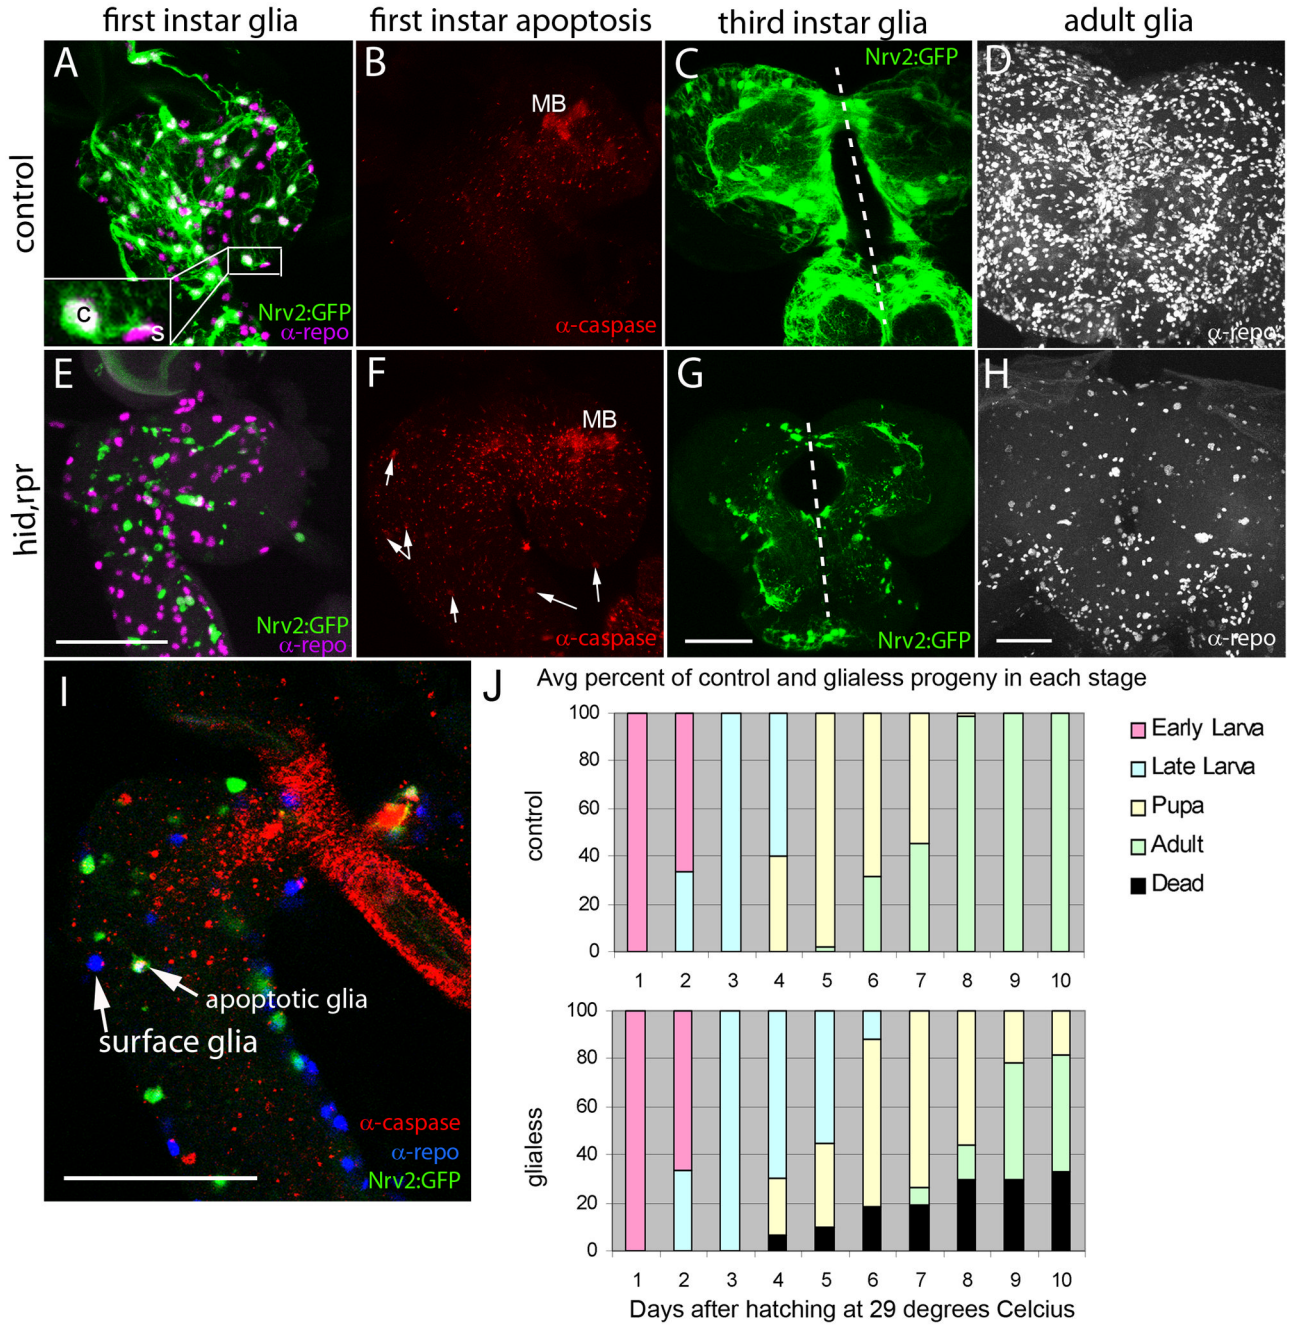 first instar glia
first instar apoptosis
third instar glia
adult glia
control
A
C
S
Nrv2:GFP
α-repo
B
MB
α-caspase
C
Nrv2:GFP
D
α-repo
hid,rpr
E
Nrv2:GFP
α-repo
F
MB
α-caspase
G
Nrv2:GFP
H
α-repo
I
apoptotic glia
surface glia
α-caspase
α-repo
Nrv2:GFP
J
Avg percent of control and glialess progeny in each stage
control
100
80
60
40
20
0
1 2 3 4 5 6 7 8 9 10
Early Larva
Late Larva
Pupa
Adult
Dead
glialess
100
80
60
40
20
0
1 2 3 4 5 6 7 8 9 10
Days after hatching at 29 degrees Celcius